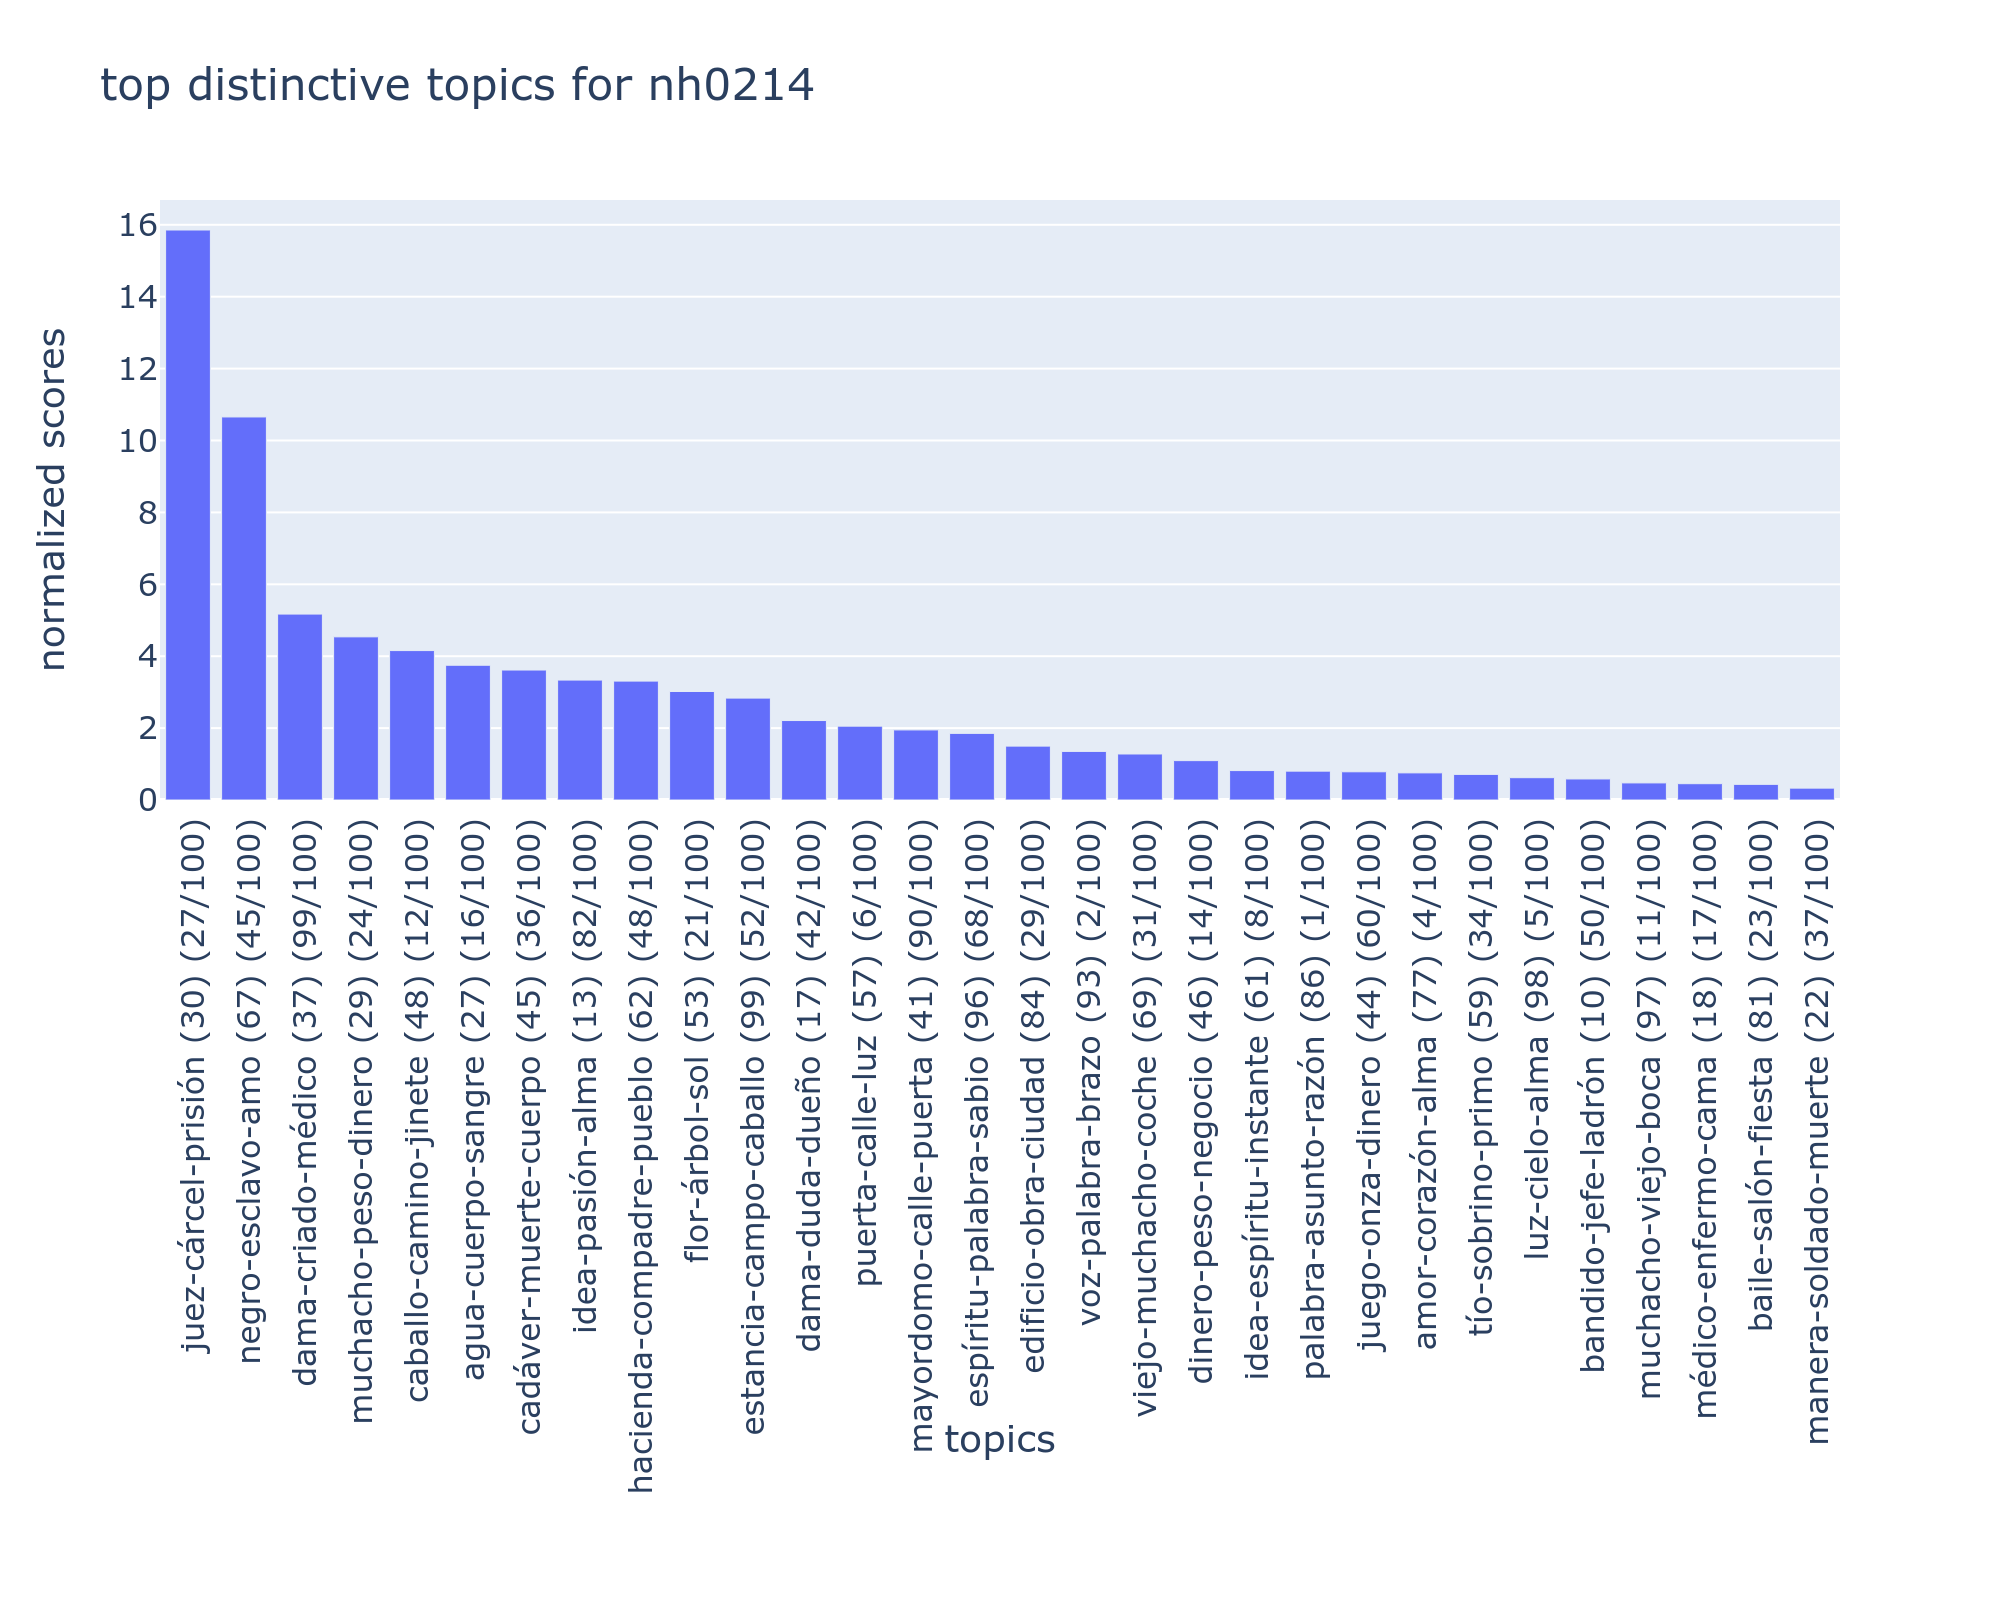 top distinctive topics for nh0214
normalized scores
16
14
12
10
8
6
4
2
0
juez-cárcel-prisión (30) (27/100)
negro-esclavo-amo (67) (45/100)
dama-criado-médico (37) (99/100)
muchacho-peso-dinero (29) (24/100)
caballo-camino-jinete (48) (12/100)
agua-cuerpo-sangre (27) (16/100)
cadáver-muerte-cuerpo (45) (36/100)
idea-pasión-alma (13) (82/100)
hacienda-compadre-pueblo (62) (48/100)
flor-árbol-sol (53) (21/100)
estancia-campo-caballo (99) (52/100)
dama-duda-dueño (17) (42/100)
puerta-calle-luz (57) (6/100)
mayordomo-calle-puerta (41) (90/100)
espíritu-palabra-sabio (96) (68/100)
edificio-obra-ciudad (84) (29/100)
voz-palabra-brazo (93) (2/100)
viejo-muchacho-coche (69) (31/100)
dinero-peso-negocio (46) (14/100)
idea-espíritu-instante (61) (8/100)
palabra-asunto-razón (86) (1/100)
juego-onza-dinero (44) (60/100)
amor-corazón-alma (77) (4/100)
tío-sobrino-primo (59) (34/100)
luz-cielo-alma (98) (5/100)
bandido-jefe-ladrón (10) (50/100)
muchacho-viejo-boca (97) (11/100)
médico-enfermo-cama (18) (17/100)
baile-salón-fiesta (81) (23/100)
manera-soldado-muerte (22) (37/100)
topics